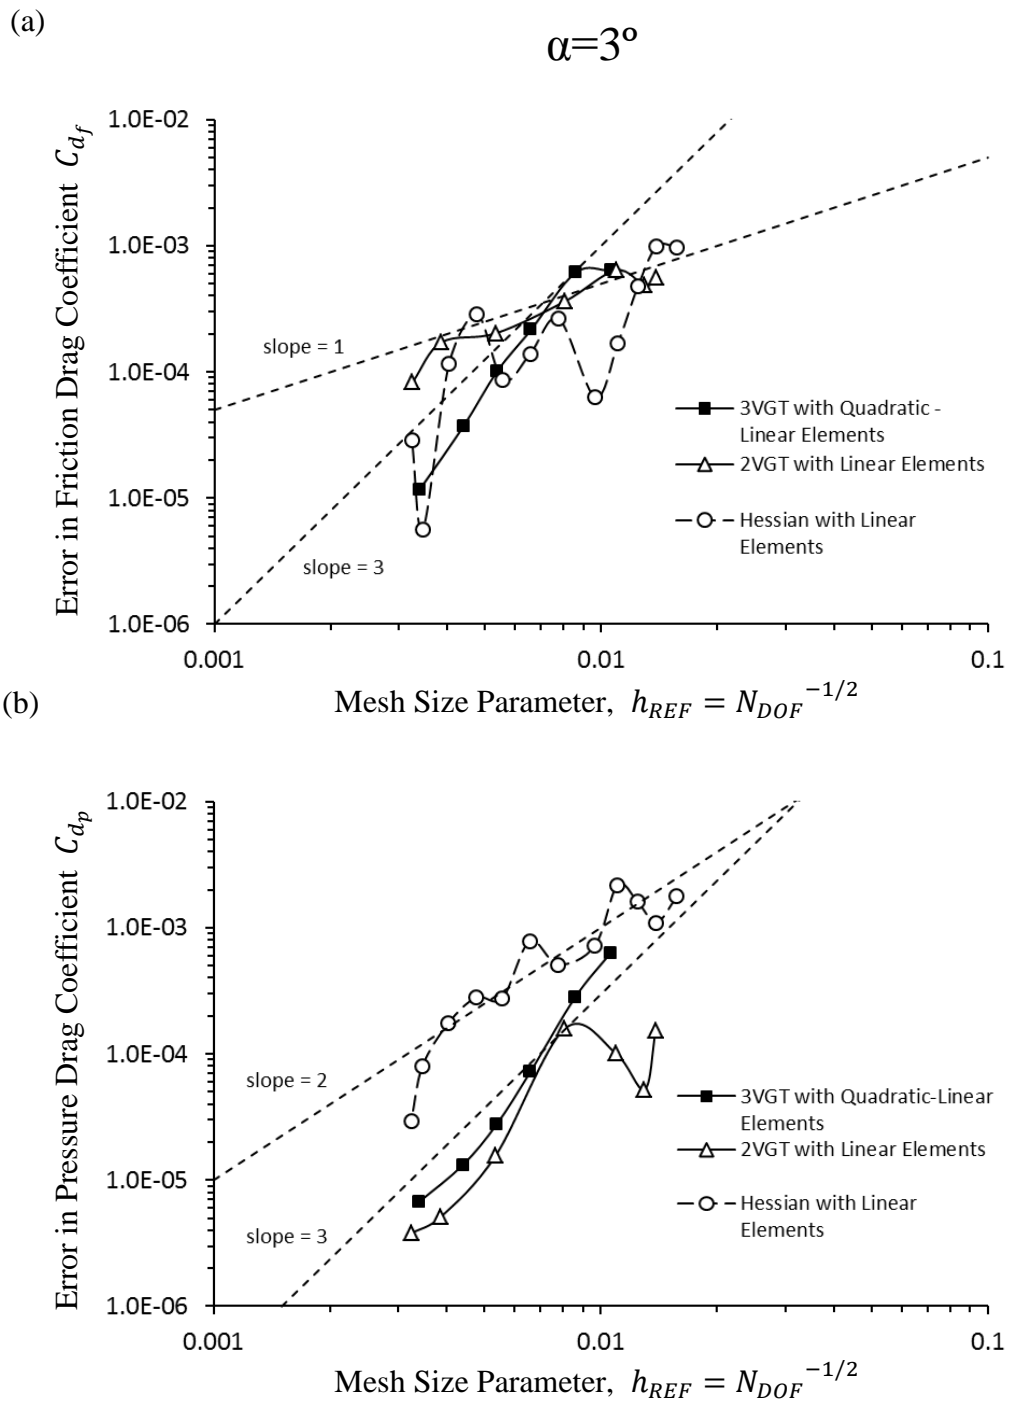 (a)
α=3º
Error in Friction Drag Coefficient C_{d_f}
1.0E-02
1.0E-03
1.0E-04
1.0E-05
1.0E-06
slope = 1
slope = 3
3VGT with Quadratic -
Linear Elements
2VGT with Linear Elements
Hessian with Linear
Elements
0.001
0.01
0.1
Mesh Size Parameter, h_{REF} = N_{DOF}^{-1/2}
(b)
Error in Pressure Drag Coefficient C_{d_p}
1.0E-02
1.0E-03
1.0E-04
1.0E-05
1.0E-06
slope = 2
slope = 3
3VGT with Quadratic-Linear
Elements
2VGT with Linear Elements
Hessian with Linear
Elements
0.001
0.01
0.1
Mesh Size Parameter, h_{REF} = N_{DOF}^{-1/2}